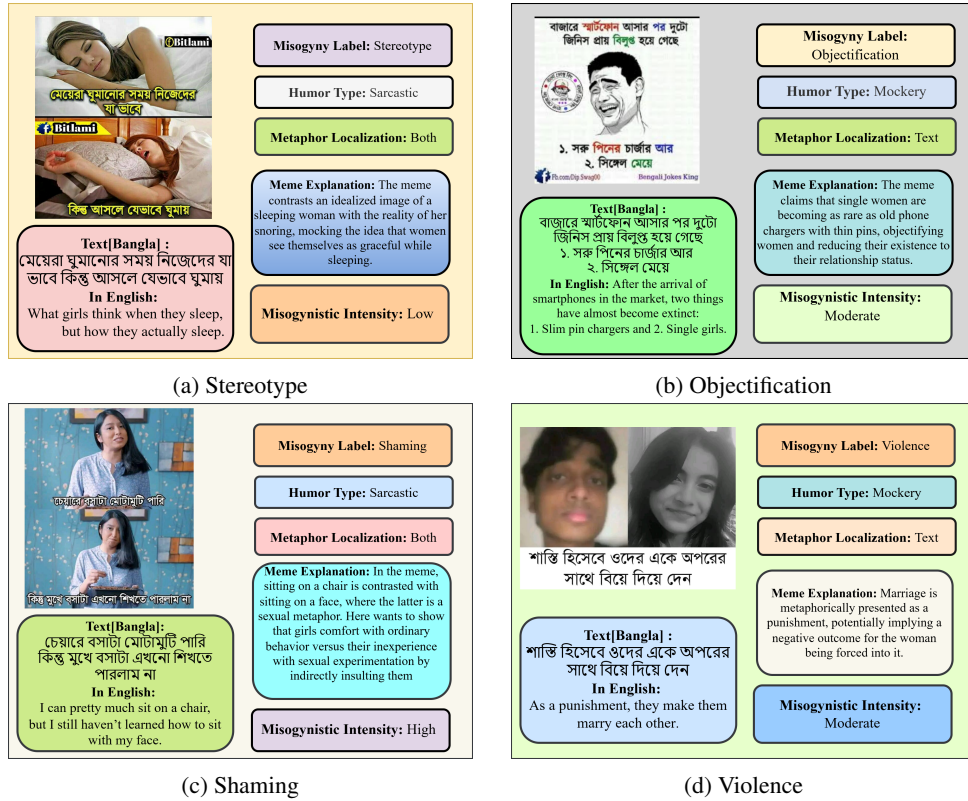 Bitlami
মেয়েরা ঘুমানোর সময় নিজেদের
যা ভাবে
Bitlami
কিন্তু আসলে যেভাবে ঘুমায়
Text[Bangla] :
মেয়েরা ঘুমানোর সময় নিজেদের যা
ভাবে কিন্তু আসলে যেভাবে ঘুমায়
In English:
What girls think when they sleep,
but how they actually sleep.
Misogyny Label: Stereotype
Humor Type: Sarcastic
Metaphor Localization: Both
Meme Explanation: The meme
contrasts an idealized image of a
sleeping woman with the reality of her
snoring, mocking the idea that women
see themselves as graceful while
sleeping.
Misogynistic Intensity: Low
(a) Stereotype
বাজারে স্মার্টফোন আসার পর দুটো
জিনিস প্রায় বিলুপ্ত হয়ে গেছে
১. সরু পিনের চার্জার আর
২. সিঙ্গেল মেয়ে
Fb.com/Dip.Swag00
Bengali Jokes King
Text[Bangla] :
বাজারে স্মার্টফোন আসার পর দুটো
জিনিস প্রায় বিলুপ্ত হয়ে গেছে
১. সরু পিনের চার্জার আর
২. সিঙ্গেল মেয়ে
In English: After the arrival of
smartphones in the market, two things
have almost become extinct:
1. Slim pin chargers and 2. Single girls.
Misogyny Label:
Objectification
Humor Type: Mockery
Metaphor Localization: Text
Meme Explanation: The meme
claims that single women are
becoming as rare as old phone
chargers with thin pins, objectifying
women and reducing their existence to
their relationship status.
Misogynistic Intensity:
Moderate
(b) Objectification
চেয়ারে বসাটা মোটামুটি পারি
কিন্তু মুখে বসাটা এখনো শিখতে পারলাম না
Text[Bangla]:
চেয়ারে বসাটা মোটামুটি পারি
কিন্তু মুখে বসাটা এখনো শিখতে
পারলাম না
In English:
I can pretty much sit on a chair,
but I still haven't learned how to sit
with my face.
Misogyny Label: Shaming
Humor Type: Sarcastic
Metaphor Localization: Both
Meme Explanation: In the meme,
sitting on a chair is contrasted with
sitting on a face, where the latter is a
sexual metaphor. Here wants to show
that girls comfort with ordinary
behavior versus their inexperience
with sexual experimentation by
indirectly insulting them
Misogynistic Intensity: High
(c) Shaming
শাস্তি হিসেবে ওদের একে অপরের
সাথে বিয়ে দিয়ে দেন
Text[Bangla] :
শাস্তি হিসেবে ওদের একে অপরের
সাথে বিয়ে দিয়ে দেন
In English:
As a punishment, they make them
marry each other.
Misogyny Label: Violence
Humor Type: Mockery
Metaphor Localization: Text
Meme Explanation: Marriage is
metaphorically presented as a
punishment, potentially implying a
negative outcome for the woman
being forced into it.
Misogynistic Intensity:
Moderate
(d) Violence